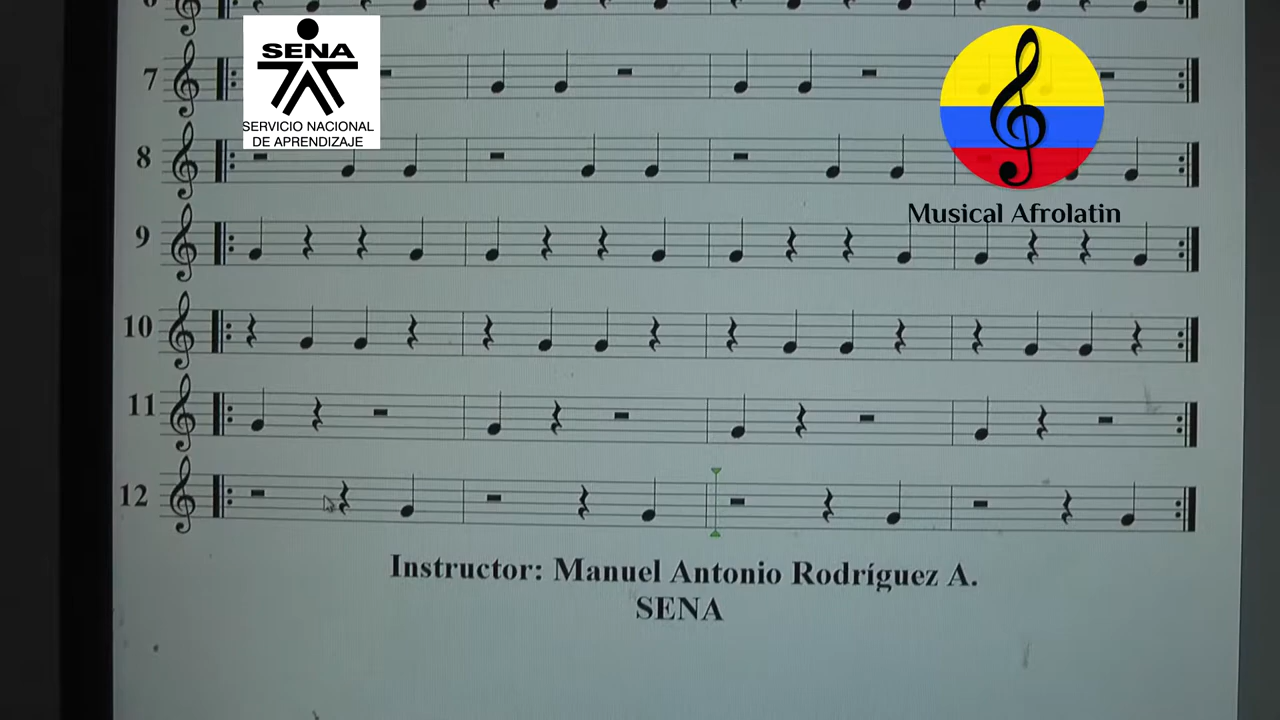 SENA
SERVICIO NACIONAL
DE APRENDIZAJE
Musical Afrolatin
7
8
9
10
11
12
Instructor: Manuel Antonio Rodríguez A.
SENA